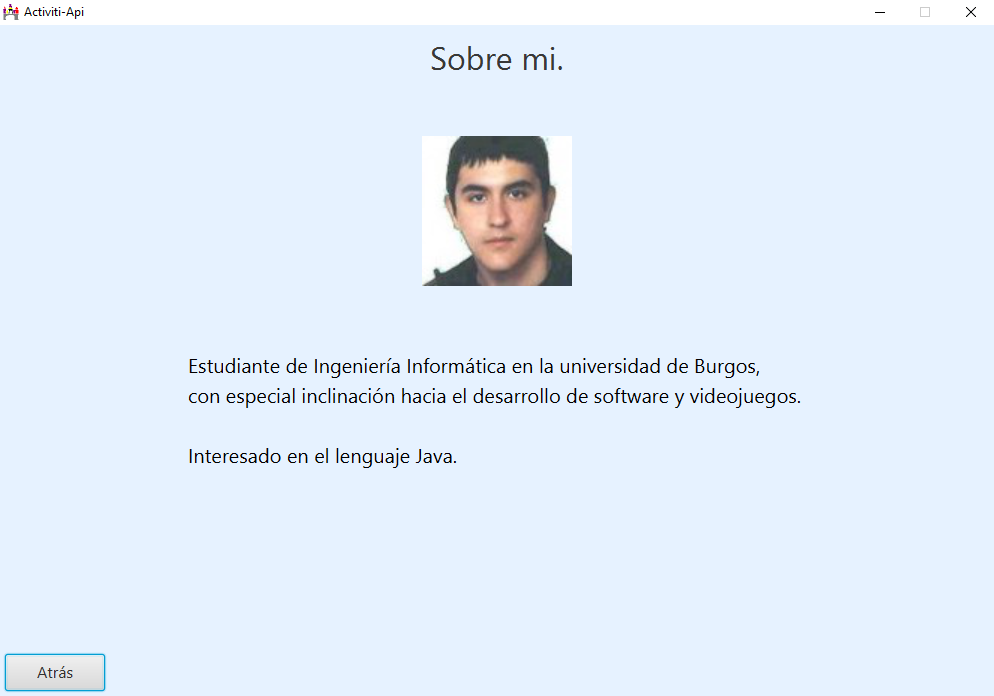 Activiti-Api
Sobre mi.
Estudiante de Ingeniería Informática en la universidad de Burgos,
con especial inclinación hacia el desarrollo de software y videojuegos.
Interesado en el lenguaje Java.
Atrás